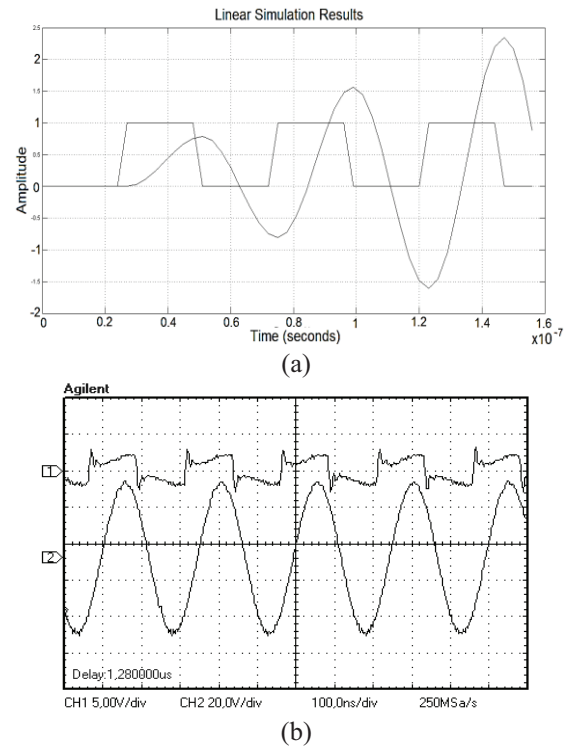 Linear Simulation Results
2.5
2
1.5
1
0.5
0
-0.5
-1
-1.5
-2
Amplitude
0 0.2 0.4 0.6 0.8 1 1.2 1.4 1.6
Time (seconds)
x10-7
(a)
Agilent
1
2
Delay:1,280000us
CH1 5,00V/div CH2 20,0V/div 100,0ns/div 250MSa/s
(b)